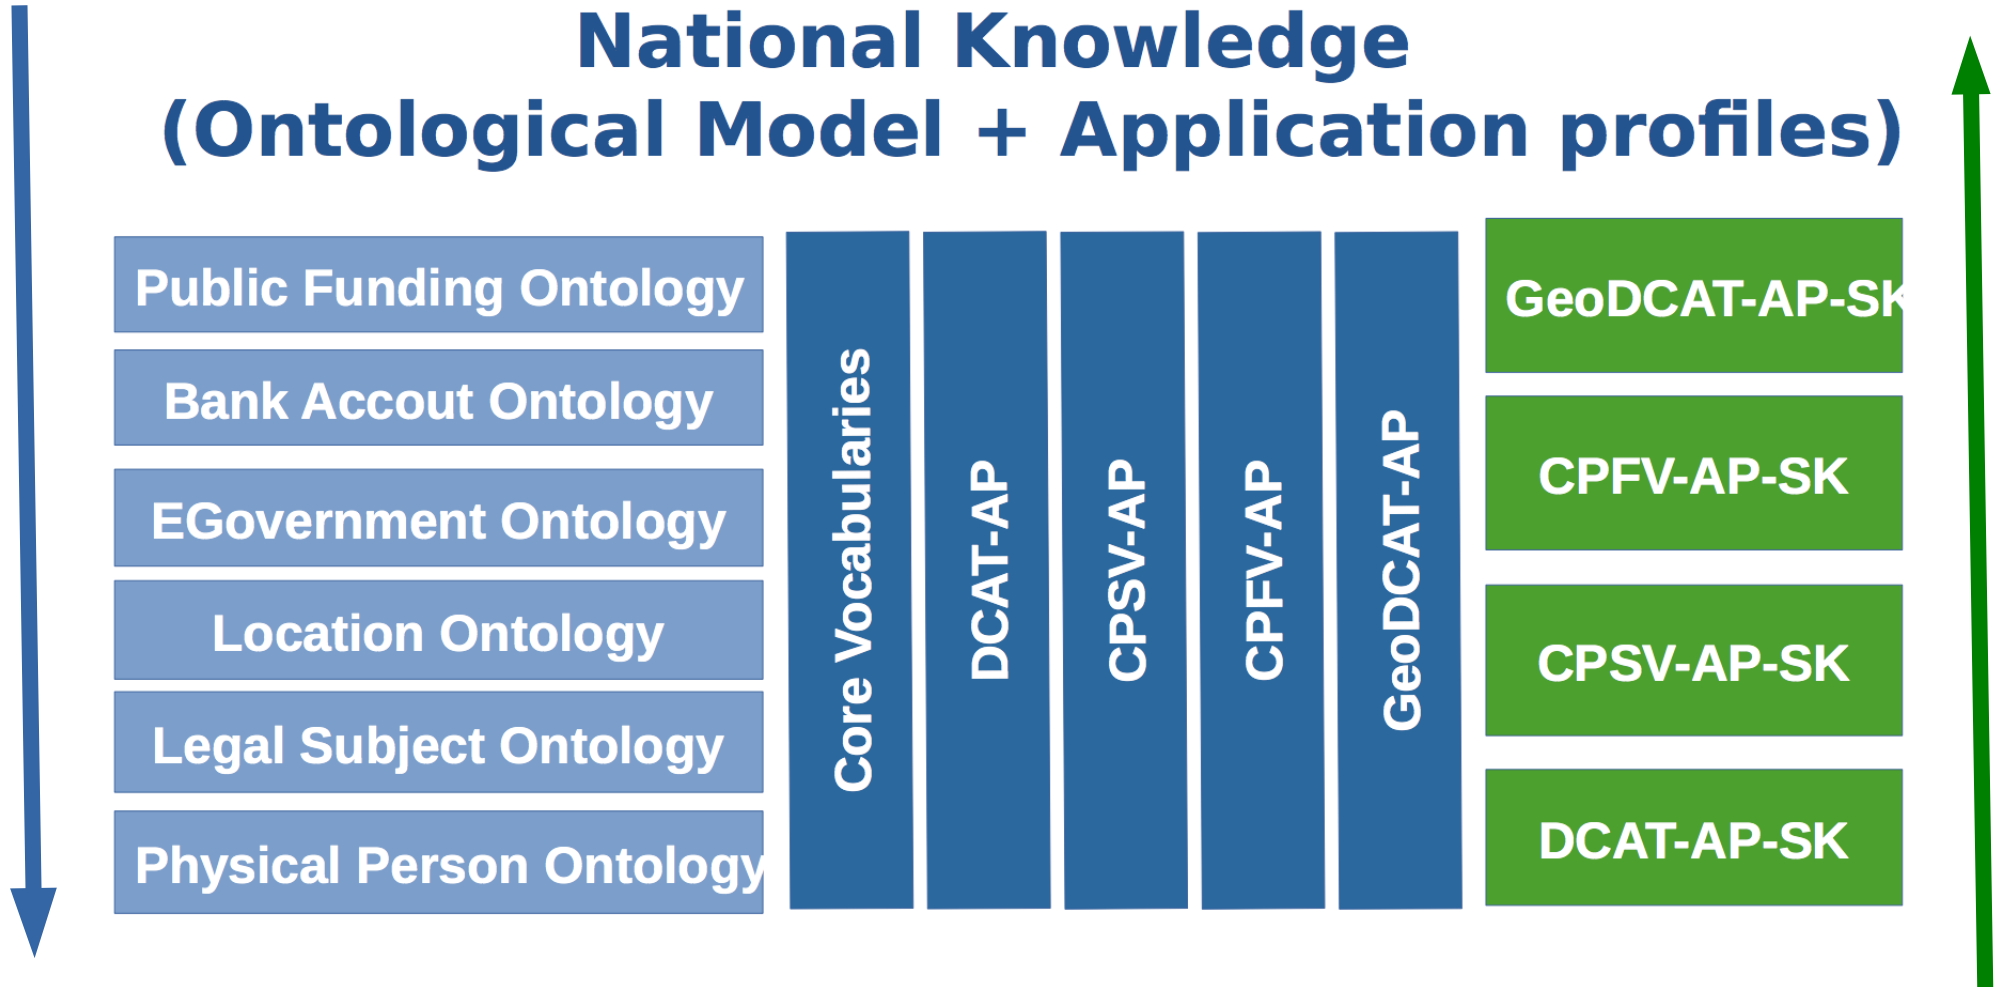 National Knowledge
(Ontological Model + Application profiles)
Public Funding Ontology
Bank Accout Ontology
EGovernment Ontology
Location Ontology
Legal Subject Ontology
Physical Person Ontology
Core Vocabularies
DCAT-AP
CPSV-AP
CPFV-AP
GeoDCAT-AP
GeoDCAT-AP-SK
CPFV-AP-SK
CPSV-AP-SK
DCAT-AP-SK